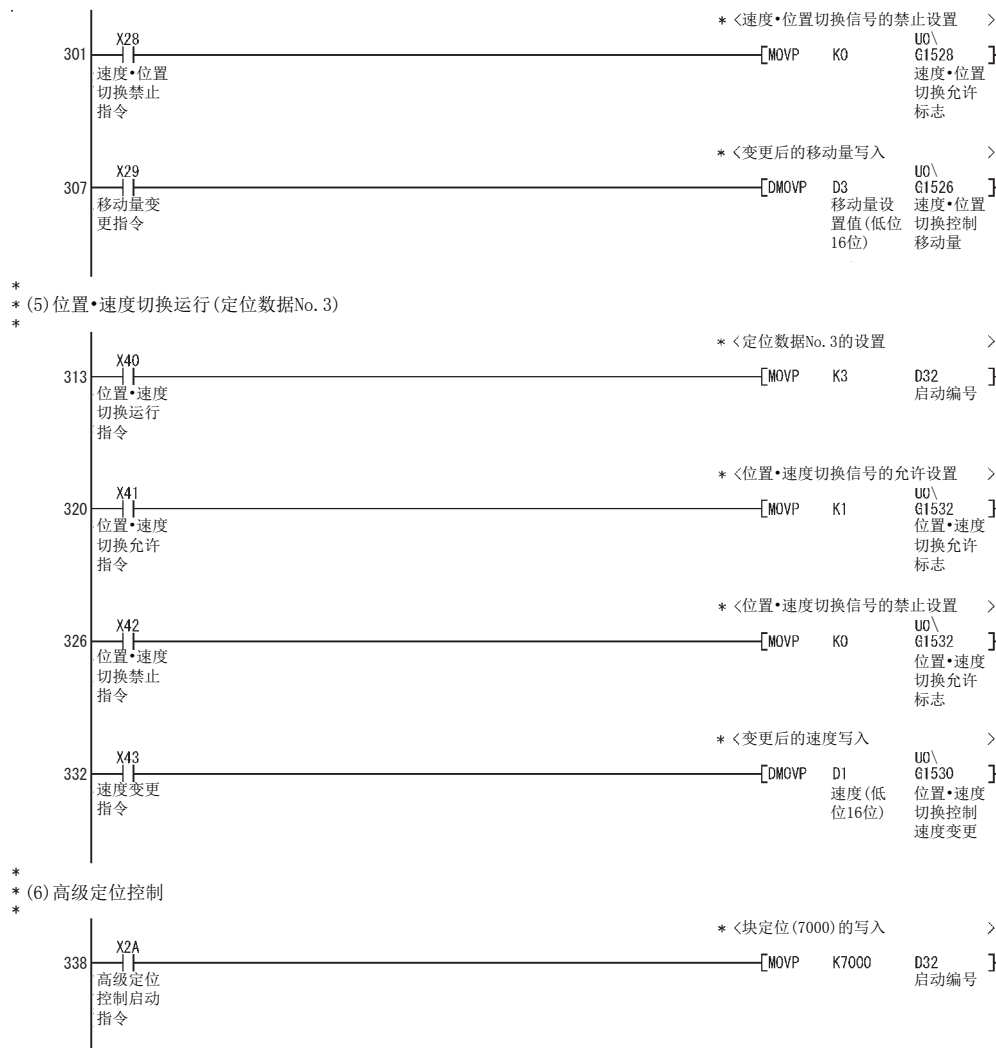 * <速度•位置切换信号的禁止设置 >
X28 U0\
301 [MOVP K0 G1528 ]
速度•位置 速度•位置
切换禁止 切换允许
指令 标志
* <变更后的移动量写入 >
X29 U0\
307 [DMOVP D3 G1526 ]
移动量变 移动量设 速度•位置
更指令 置值(低位 切换控制
16位) 移动量
*
* (5)位置•速度切换运行(定位数据No.3)
*
* <定位数据No.3的设置 >
X40
313 [MOVP K3 D32 ]
位置•速度 启动编号
切换运行
指令
* <位置•速度切换信号的允许设置 >
X41 U0\
320 [MOVP K1 G1532 ]
位置•速度 位置•速度
切换允许 切换允许
指令 标志
* <位置•速度切换信号的禁止设置 >
X42 U0\
326 [MOVP K0 G1532 ]
位置•速度 位置•速度
切换禁止 切换允许
指令 标志
* <变更后的速度写入 >
X43 U0\
332 [DMOVP D1 G1530 ]
速度变更 速度(低 位置•速度
指令 位16位) 切换控制
速度变更
*
* (6)高级定位控制
*
* <块定位(7000)的写入 >
X2A
338 [MOVP K7000 D32 ]
高级定位 启动编号
控制启动
指令